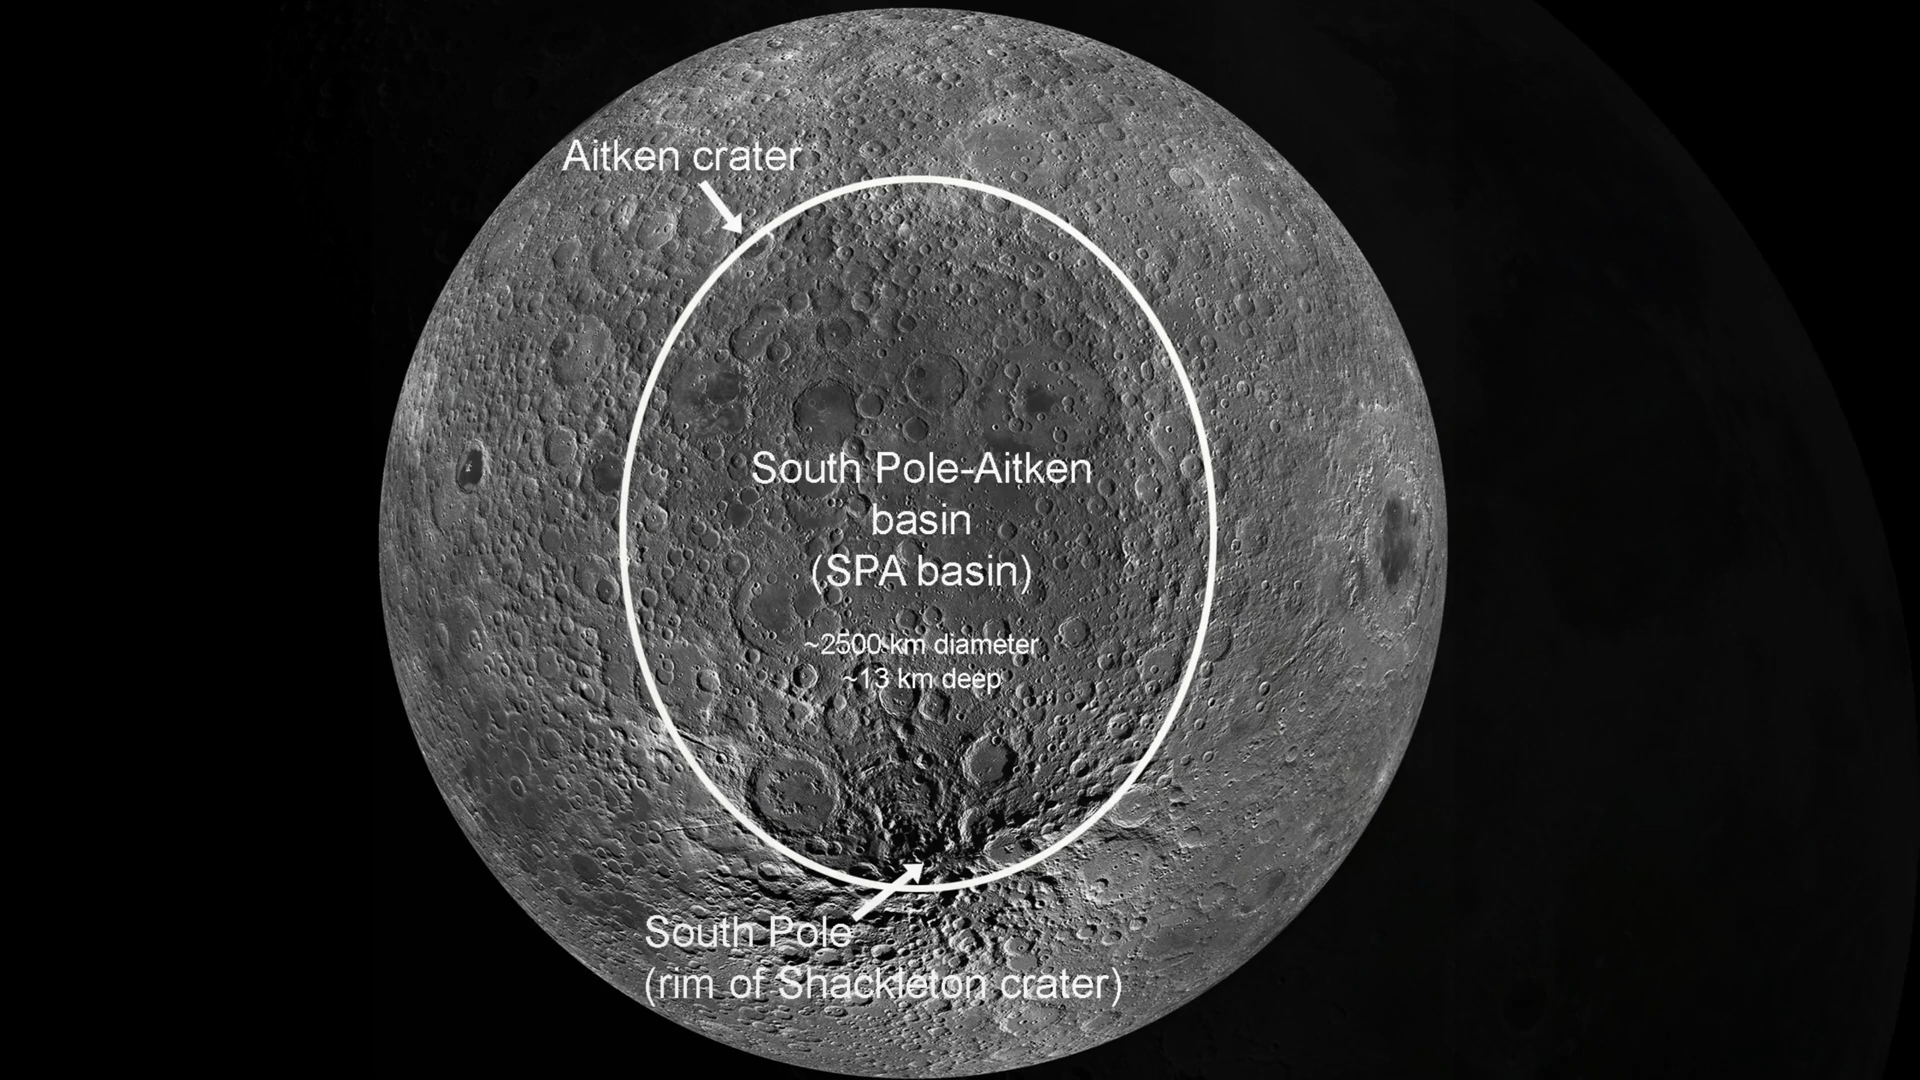 Aitken crater
South Pole-Aitken
basin
(SPA basin)
~2500 km diameter
~13 km deep
South Pole
(rim of Shackleton crater)